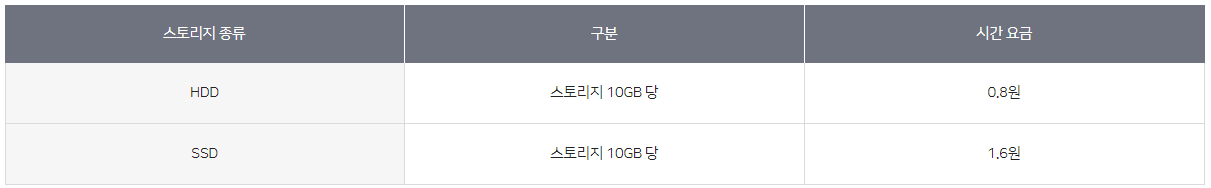 스토리지 종류 구분 시간 요금
HDD 스토리지 10GB 당 0.8원
SSD 스토리지 10GB 당 1.6원